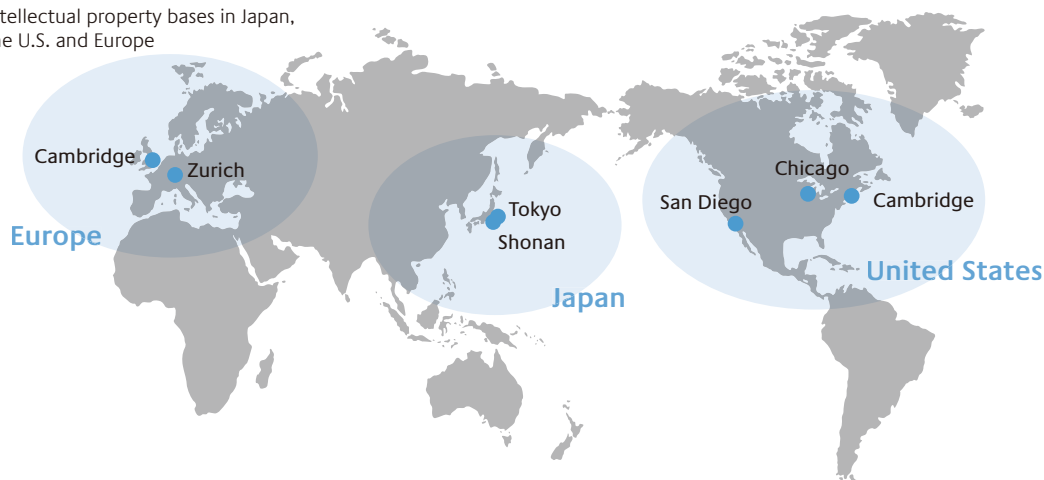 tellectual property bases in Japan,
e U.S. and Europe
Cambridge
Zurich
Europe
Tokyo
Shonan
Japan
Chicago
San Diego
Cambridge
United States